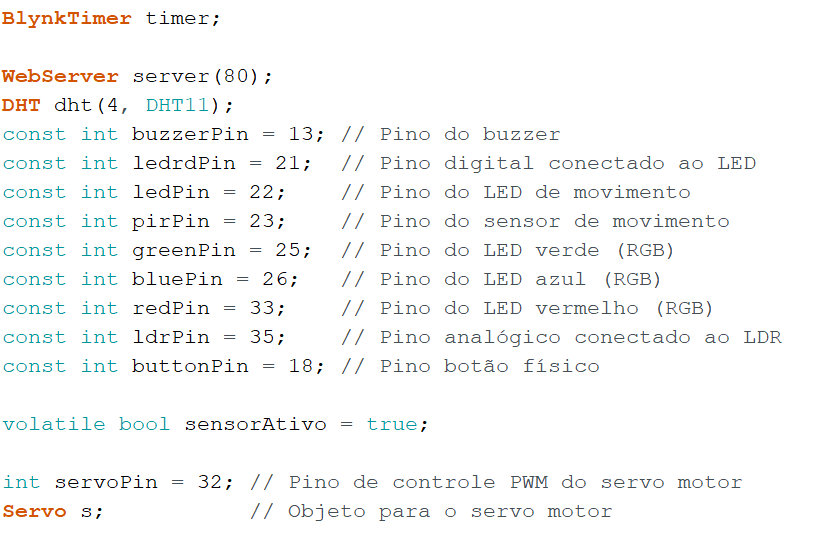 BlynkTimer timer;

WebServer server(80);
DHT dht(4, DHT11);
const int buzzerPin = 13; // Pino do buzzer
const int ledrdPin = 21;  // Pino digital conectado ao LED
const int ledPin = 22;    // Pino do LED de movimento
const int pirPin = 23;    // Pino do sensor de movimento
const int greenPin = 25;  // Pino do LED verde (RGB)
const int bluePin = 26;   // Pino do LED azul (RGB)
const int redPin = 33;    // Pino do LED vermelho (RGB)
const int ldrPin = 35;    // Pino analógico conectado ao LDR
const int buttonPin = 18; // Pino botão físico

volatile bool sensorAtivo = true;

int servoPin = 32; // Pino de controle PWM do servo motor
Servo s;           // Objeto para o servo motor